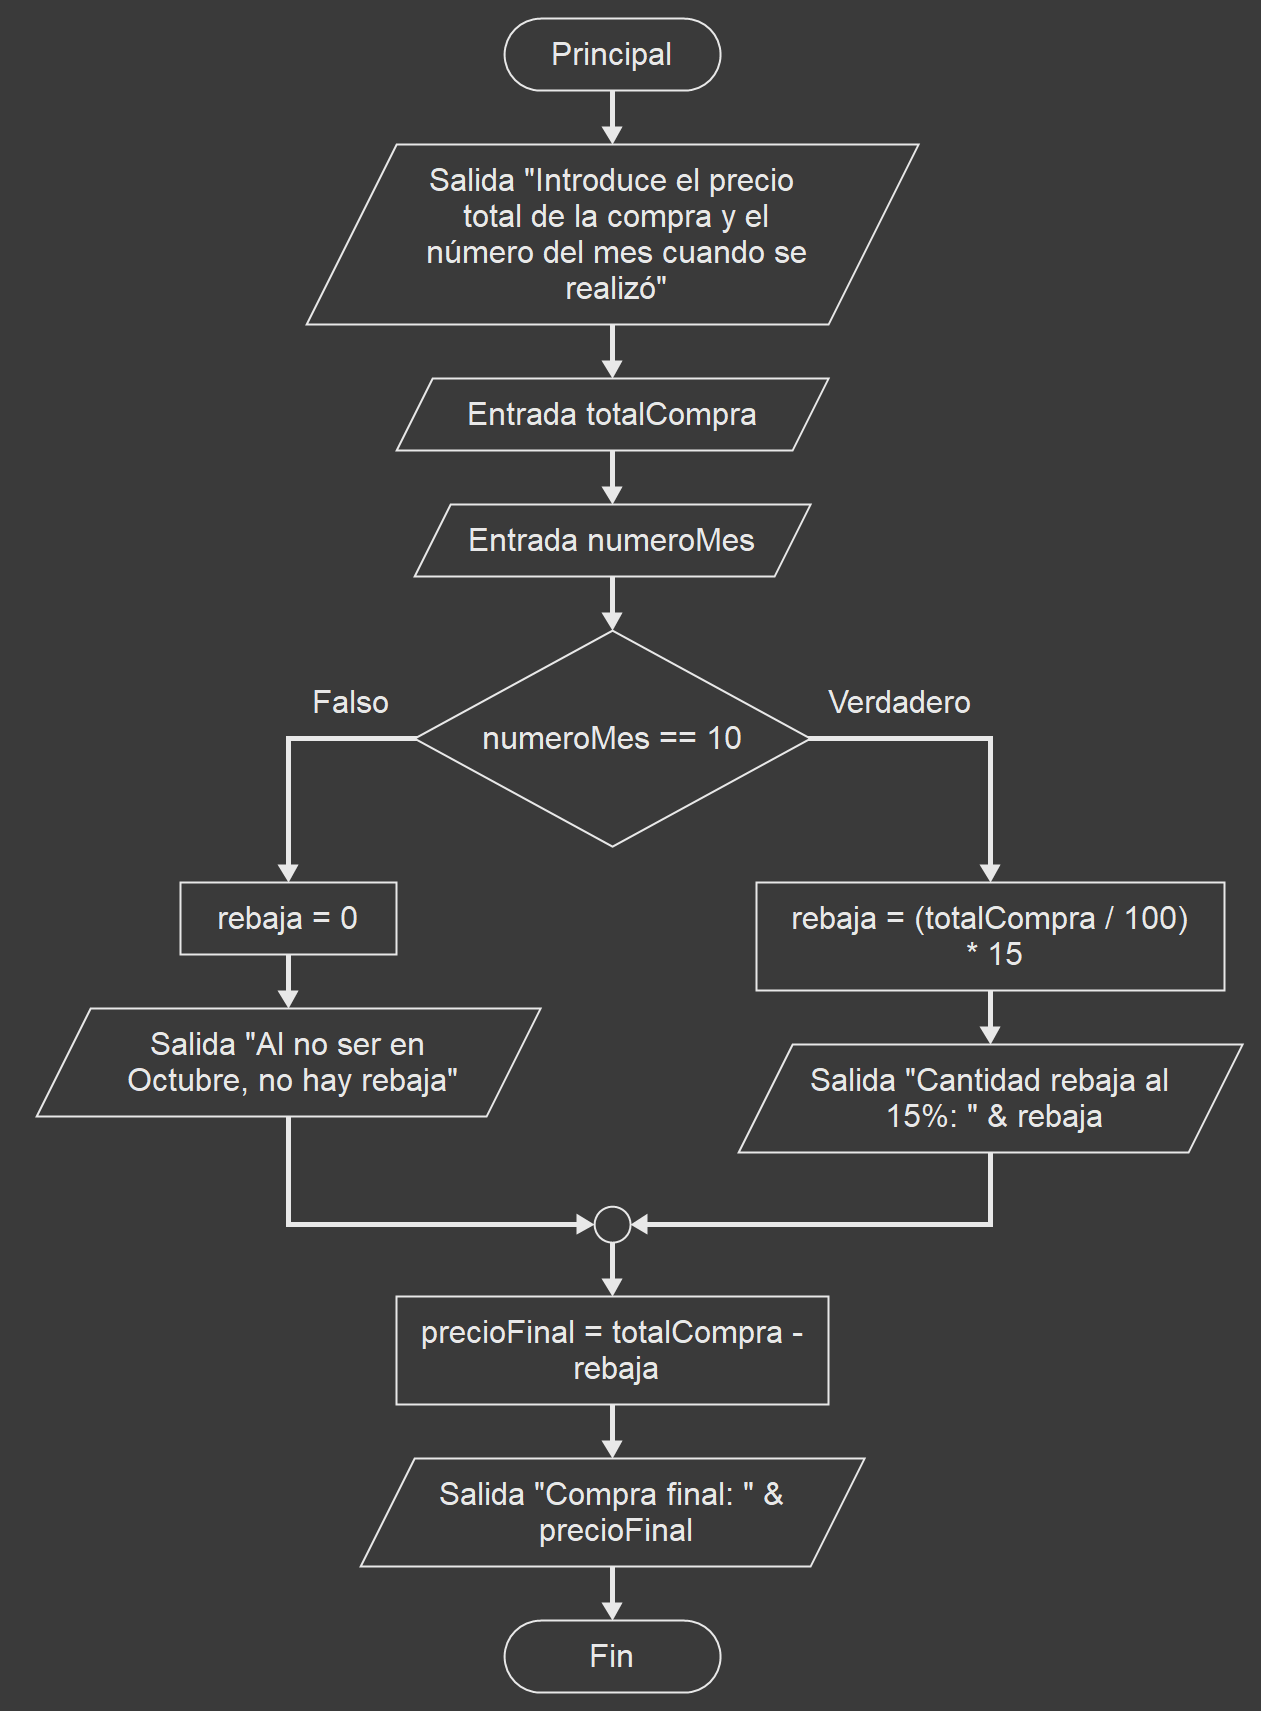 Principal
Salida "Introduce el precio
total de la compra y el
número del mes cuando se
realizó"
Entrada totalCompra
Entrada numeroMes
numeroMes == 10
Falso
Verdadero
rebaja = 0
Salida "Al no ser en
Octubre, no hay rebaja"
rebaja = (totalCompra / 100)
* 15
Salida "Cantidad rebaja al
15%: " & rebaja
precioFinal = totalCompra -
rebaja
Salida "Compra final: " &
precioFinal
Fin